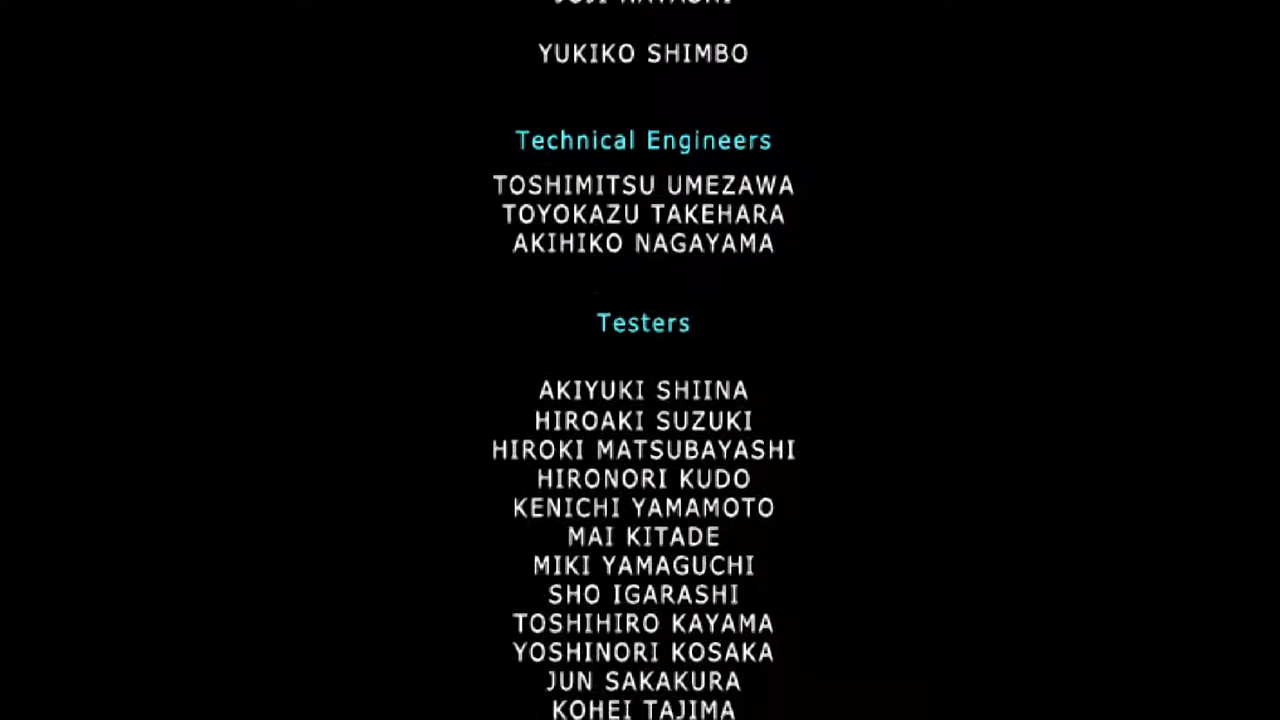 YUKIKO SHIMBO
Technical Engineers
TOSHIMITSU UMEZAWA
TOYOKAZU TAKEHARA
AKIHIKO NAGAYAMA
Testers
AKIYUKI SHIINA
HIROAKI SUZUKI
HIROKI MATSUBAYASHI
HIRONORI KUDO
KENICHI YAMAMOTO
MAI KITADE
MIKI YAMAGUCHI
SHO IGARASHI
TOSHIHIRO KAYAMA
YOSHINORI KOSAKA
JUN SAKAKURA
KOHEI TAJIMA